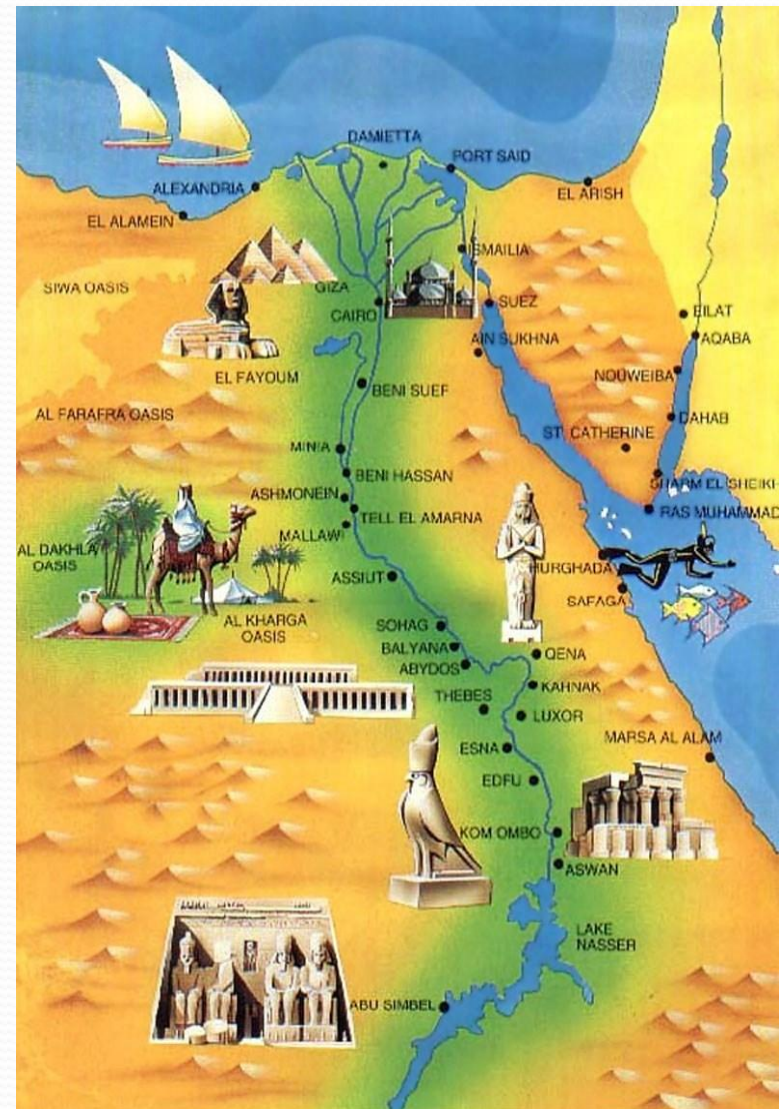 DAMIETTA
PORT SAID
ALEXANDRIA
EL ARISH
EL ALAMEIN
ISMAILIA
SIWA OASIS
GIZA
CAIRO
SUEZ
EILAT
AIN SUKHNA
AQABA
EL FAYOUM
NOUWEIBA
BENI SUEF
AL FARAFRA OASIS
DAHAB
ST. CATHERINE
MINIA
BENI HASSAN
SHARM EL SHEIKH
ASHMONEIN
RAS MUHAMMAD
TELL EL AMARNA
MALLAWI
AL DAKHLA
OASIS
HURGHADA
ASSIUT
SAFAGA
AL KHARGA
OASIS
SOHAG
BALYANA
QENA
ABYDOS
KAHNAK
THEBES
LUXOR
MARSA AL ALAM
ESNA
EDFU
KOM OMBO
ASWAN
LAKE
NASSER
ABU SIMBEL